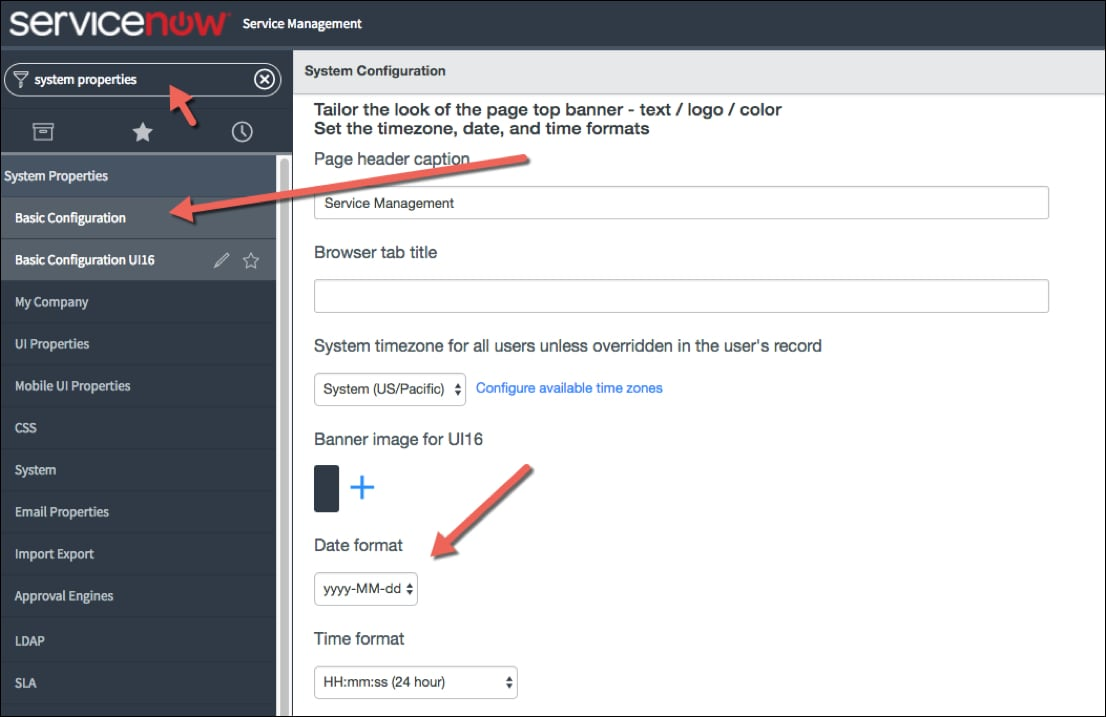 servicenow Service Management
system properties
System Properties
Basic Configuration
Basic Configuration UI16
My Company
UI Properties
Mobile UI Properties
CSS
System
Email Properties
Import Export
Approval Engines
LDAP
SLA
System Configuration
Tailor the look of the page top banner - text / logo / color
Set the timezone, date, and time formats
Page header caption
Service Management
Browser tab title
System timezone for all users unless overridden in the user's record
System (US/Pacific) Configure available time zones
Banner image for UI16
Date format
yyyy-MM-dd
Time format
HH:mm:ss (24 hour)